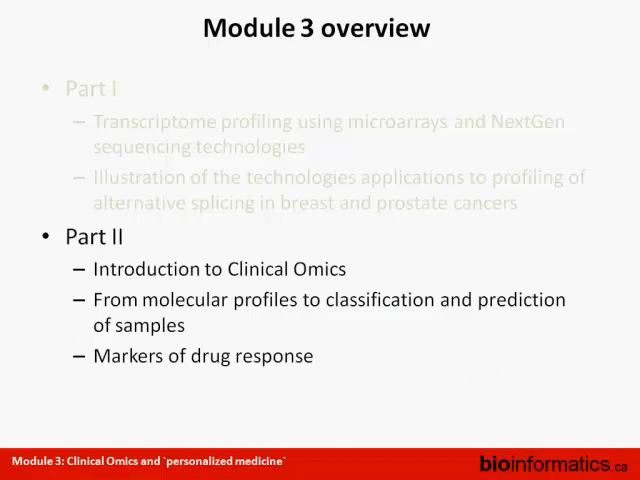 Module 3 overview
• Part I
– Transcriptome profiling using microarrays and NextGen
sequencing technologies
– Illustration of the technologies applications to profiling of
alternative splicing in breast and prostate cancers
• Part II
– Introduction to Clinical Omics
– From molecular profiles to classification and prediction
of samples
– Markers of drug response
Module 3: Clinical Omics and `personalized medicine`
bioinformatics.ca